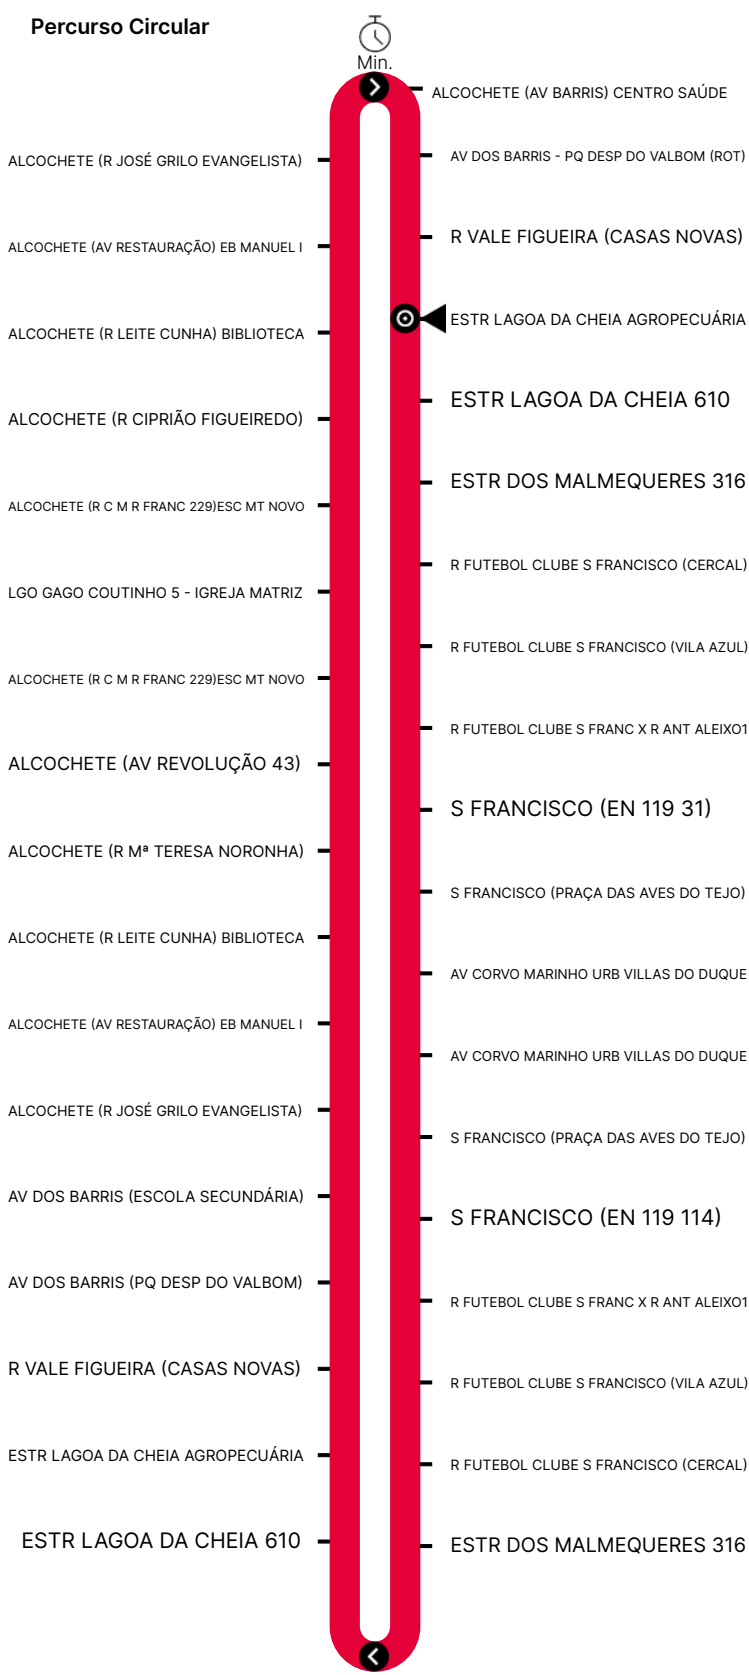 Percurso Circular
Min.
ALCOCHETE (AV BARRIS) CENTRO SAÚDE
AV DOS BARRIS - PQ DESP DO VALBOM (ROT)
R VALE FIGUEIRA (CASAS NOVAS)
ESTR LAGOA DA CHEIA AGROPECUÁRIA
ESTR LAGOA DA CHEIA 610
ESTR DOS MALMEQUERES 316
R FUTEBOL CLUBE S FRANCISCO (CERCAL)
R FUTEBOL CLUBE S FRANCISCO (VILA AZUL)
R FUTEBOL CLUBE S FRANC X R ANT ALEIXO1
S FRANCISCO (EN 119 31)
S FRANCISCO (PRAÇA DAS AVES DO TEJO)
AV CORVO MARINHO URB VILLAS DO DUQUE
AV CORVO MARINHO URB VILLAS DO DUQUE
S FRANCISCO (PRAÇA DAS AVES DO TEJO)
S FRANCISCO (EN 119 114)
R FUTEBOL CLUBE S FRANC X R ANT ALEIXO1
R FUTEBOL CLUBE S FRANCISCO (VILA AZUL)
R FUTEBOL CLUBE S FRANCISCO (CERCAL)
ESTR DOS MALMEQUERES 316
ALCOCHETE (R JOSÉ GRILO EVANGELISTA)
ALCOCHETE (AV RESTAURAÇÃO) EB MANUEL I
ALCOCHETE (R LEITE CUNHA) BIBLIOTECA
ALCOCHETE (R CIPRIÃO FIGUEIREDO)
ALCOCHETE (R C M R FRANC 229)ESC MT NOVO
LGO GAGO COUTINHO 5 - IGREJA MATRIZ
ALCOCHETE (R C M R FRANC 229)ESC MT NOVO
ALCOCHETE (AV REVOLUÇÃO 43)
ALCOCHETE (R Mª TERESA NORONHA)
ALCOCHETE (R LEITE CUNHA) BIBLIOTECA
ALCOCHETE (AV RESTAURAÇÃO) EB MANUEL I
ALCOCHETE (R JOSÉ GRILO EVANGELISTA)
AV DOS BARRIS (ESCOLA SECUNDÁRIA)
AV DOS BARRIS (PQ DESP DO VALBOM)
R VALE FIGUEIRA (CASAS NOVAS)
ESTR LAGOA DA CHEIA AGROPECUÁRIA
ESTR LAGOA DA CHEIA 610